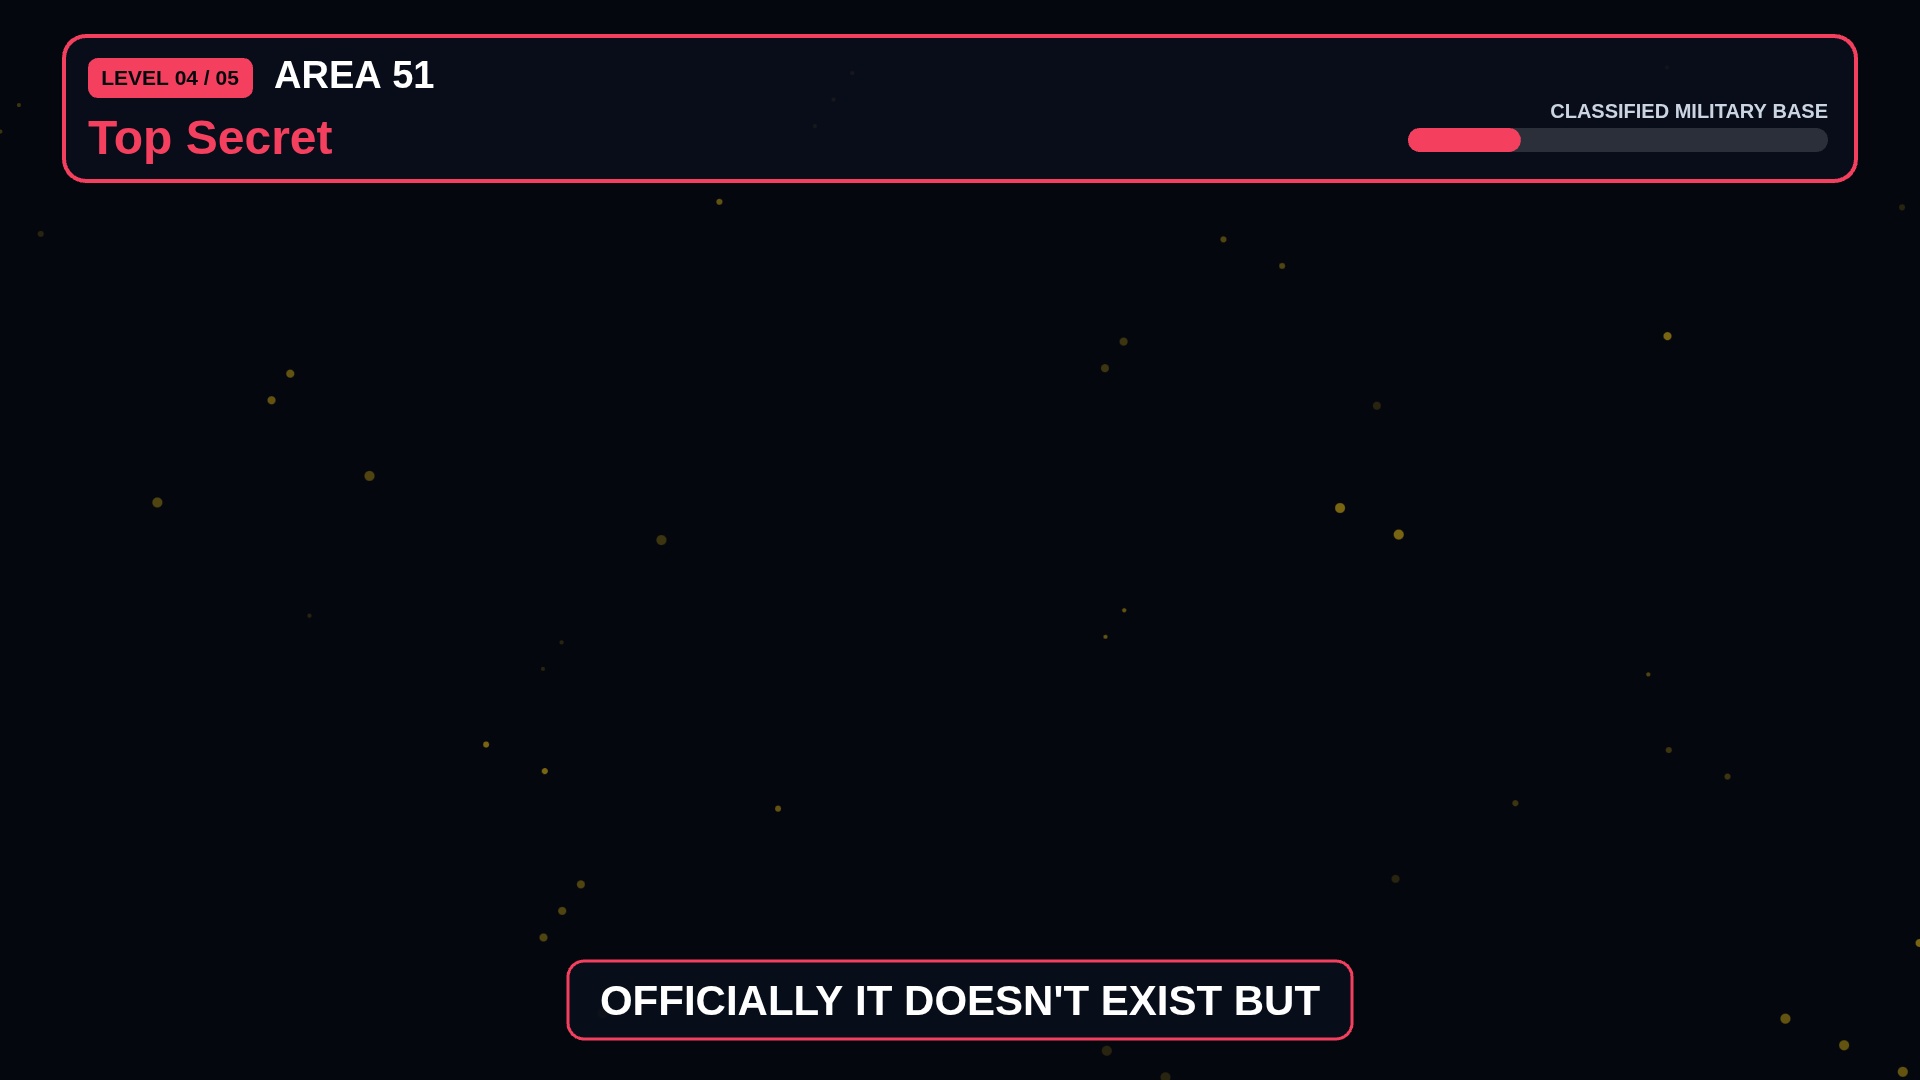 LEVEL 04 / 05 AREA 51
Top Secret
CLASSIFIED MILITARY BASE
OFFICIALLY IT DOESN'T EXIST BUT